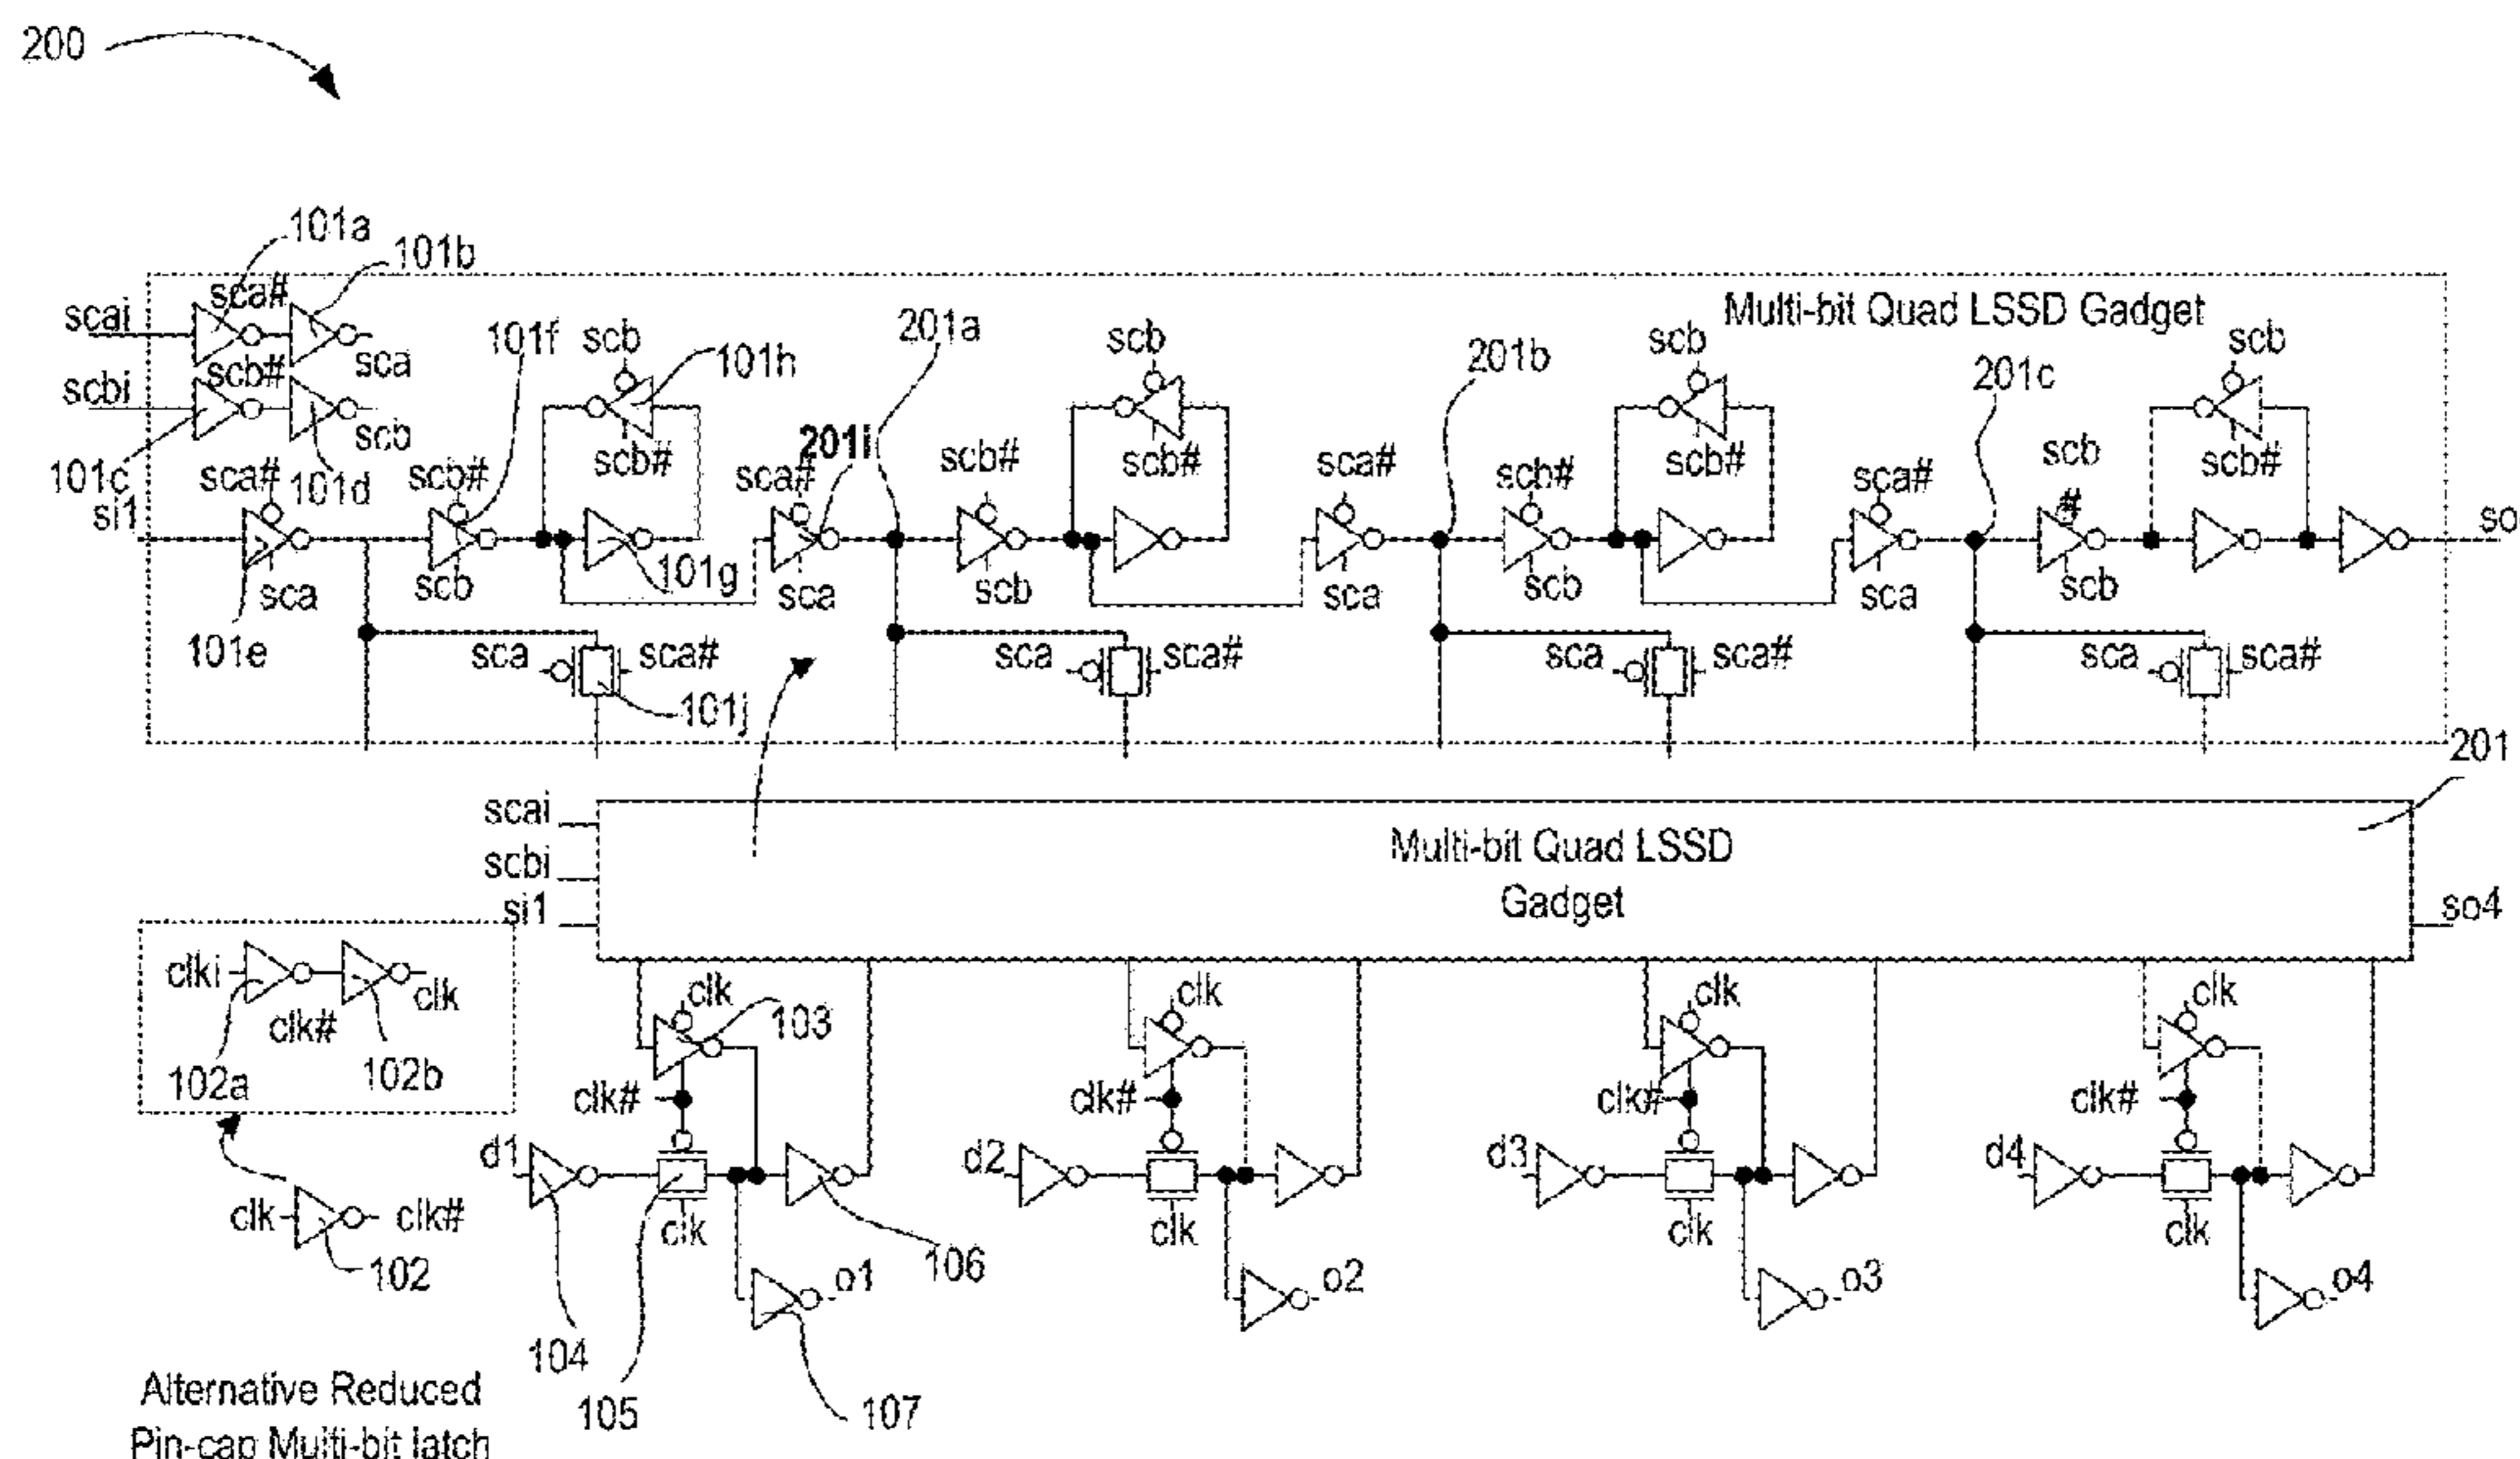 200
101a
101b
sca#
Multi-bit Quad LSSD Gadget
scai
sca
101f
scb
101h
201a
scb
201b
scb
201c
scb
scb#
scbi
scb
101c
101d
scb#
201i
scb#
scb#
scb#
sca#
scb#
sca#
scb#
sca#
scb#
sca#
scb
#
si1
so
sca
scb
101g
sca
scb
sca
scb
sca
scb
101e
sca
sca#
sca
sca#
sca
sca#
sca
sca#
101j
201
scai
scbi
si1
Multi-bit Quad LSSD
Gadget
so4
clki
clk#
clk
102a
102b
clk
103
clk
clk
clk
clk#
clk#
clk#
clk#
d1
d2
d3
d4
clk
clk#
102
clk
clk
clk
clk
106
o1
o2
o3
o4
104
105
107
Alternative Reduced
Pin-cap Multi-bit latch